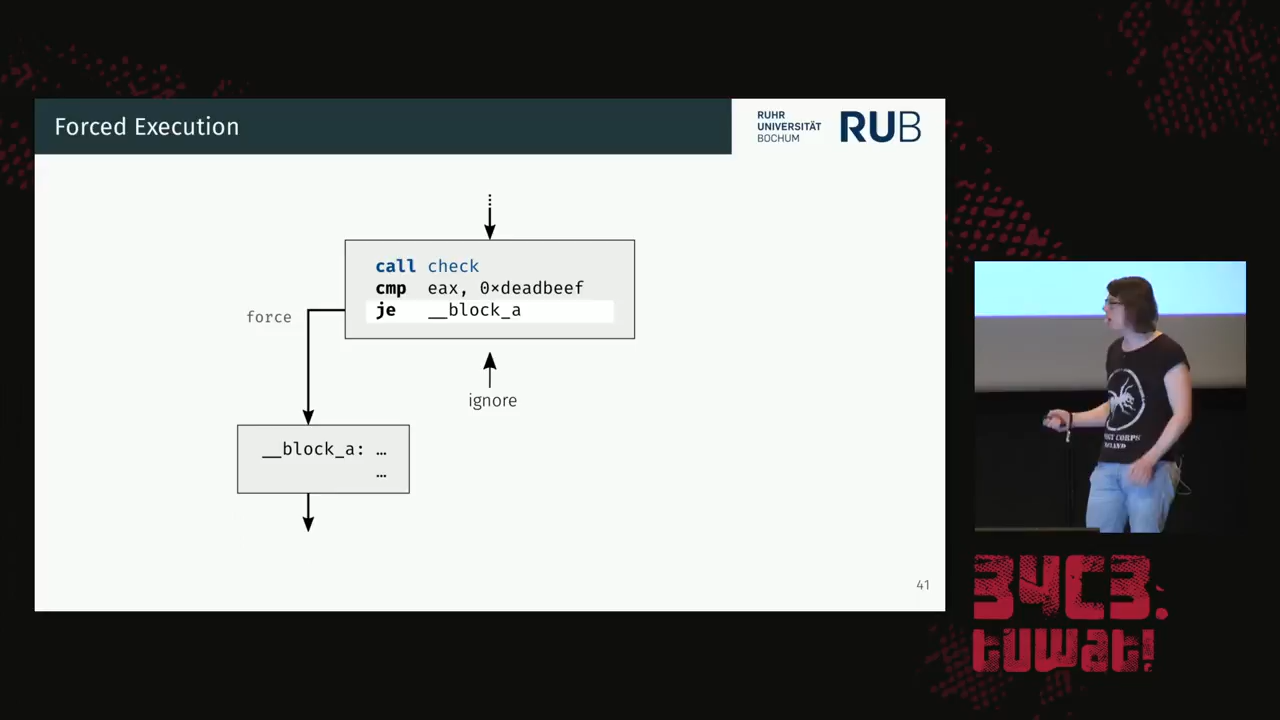 Forced Execution
RUHR
UNIVERSITÄT
BOCHUM
RUB
call check
cmp eax, 0×deadbeef
je __block_a
force
ignore
__block_a: …
…
41
CORPS
34C3.
tuwat!